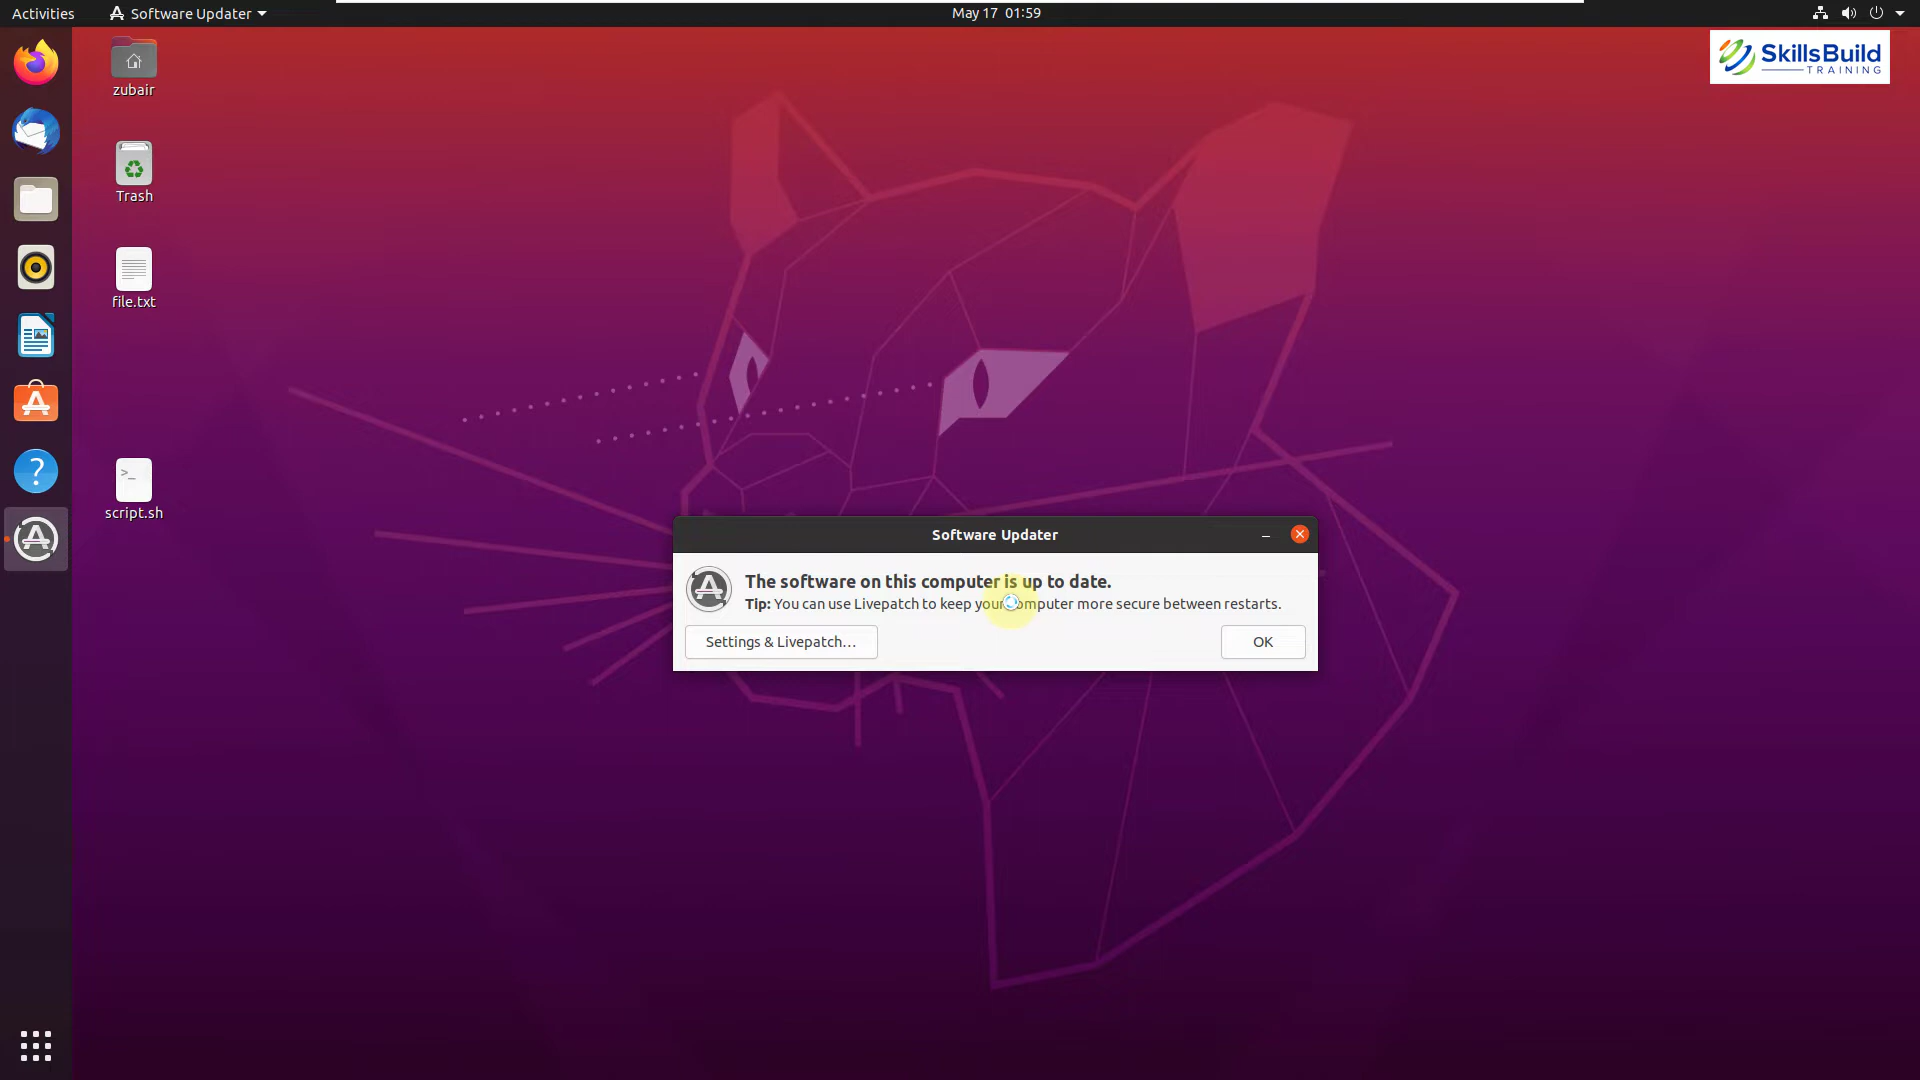 Activities
Software Updater
May 17 01:59
SkillsBuild
TRAINING
zubair
Trash
file.txt
>_
script.sh
Software Updater
The software on this computer is up to date.
Tip: You can use Livepatch to keep your computer more secure between restarts.
Settings & Livepatch...
OK